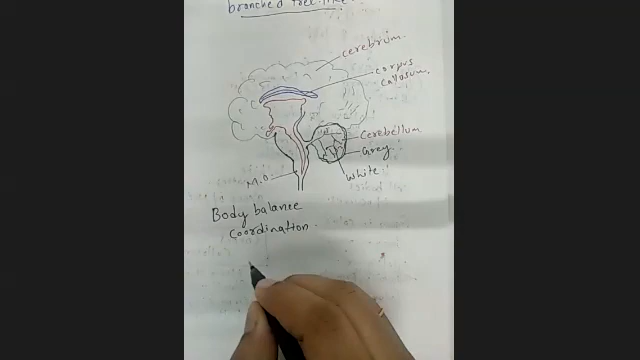 branched tree like
cerebrum
corpus
callosum
cerebellum
Grey
white
M.O
Body balance
coordination